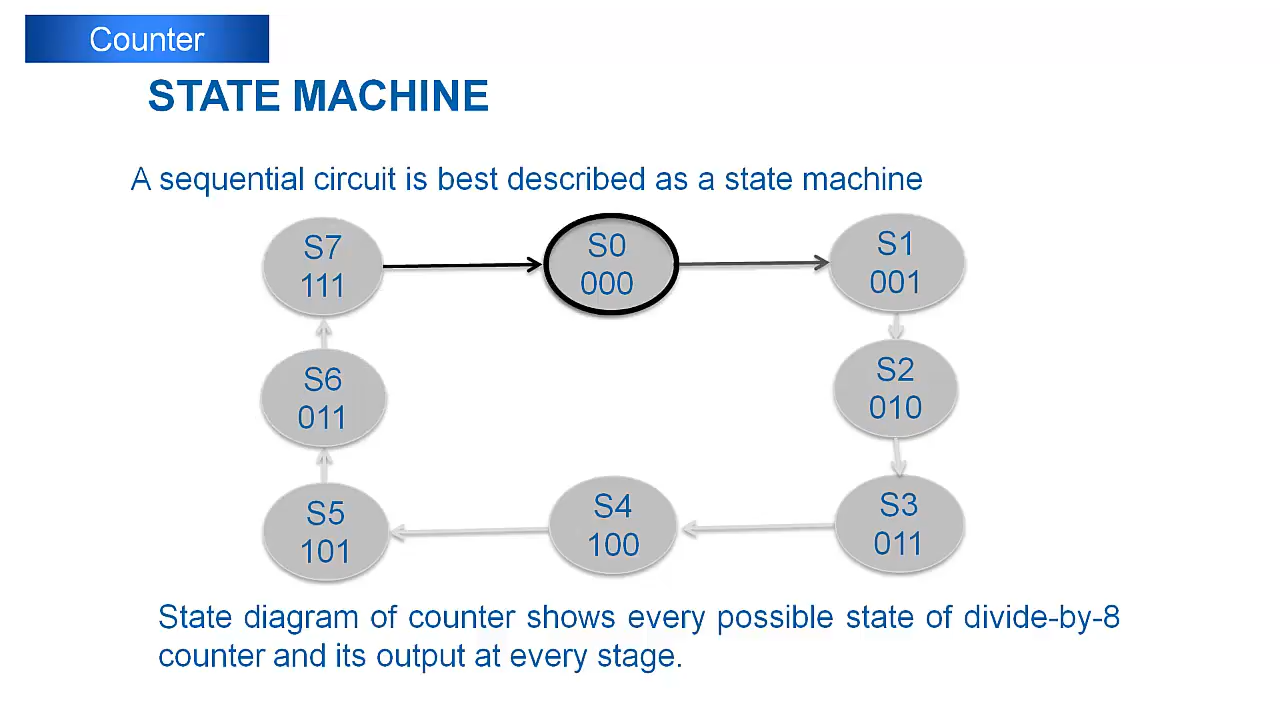 Counter
STATE MACHINE
A sequential circuit is best described as a state machine
S7
111
S0
000
S1
001
S6
011
S2
010
S5
101
S4
100
S3
011
State diagram of counter shows every possible state of divide-by-8
counter and its output at every stage.